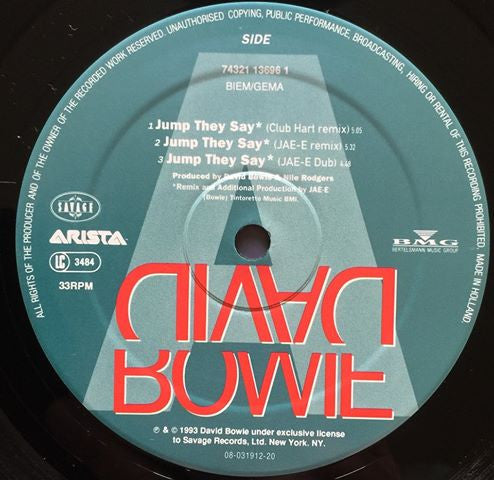 ALL RIGHTS OF THE PRODUCER AND OF THE OWNER OF THE RECORDED WORK RESERVED. UNAUTHORISED COPYING, PUBLIC PERFORMANCE, BROADCASTING, HIRING OR RENTAL OF THIS RECORDING PROHIBITED. MADE IN HOLLAND.
SIDE
A
74321 13696 1
BIEM/GEMA
1 Jump They Say* (Club Hart remix) 5.05
2 Jump They Say* (JAE-E remix) 5.32
3 Jump They Say* (JAE-E Dub) 4.48
Produced by David Bowie & Nile Rodgers
*Remix and Additional Production by JAE-E
(Bowie) Tintoretto Music BMI.
SAVAGE
ARISTA
BMG
BERTELSMANN MUSIC GROUP
LC 3484
33RPM
DAVID
BOWIE
℗ & © 1993 David Bowie under exclusive license
to Savage Records, Ltd. New York. NY.
08-031912-20